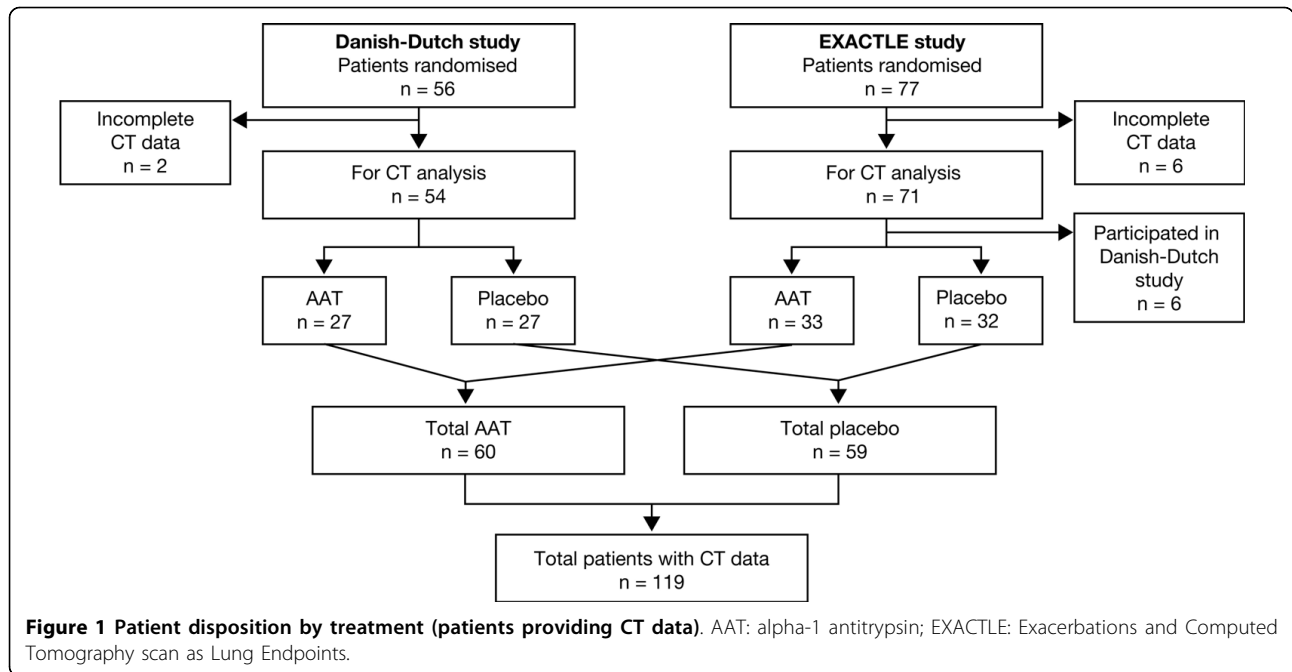 Danish-Dutch study
Patients randomised
n = 56
EXACTLE study
Patients randomised
n = 77
Incomplete
CT data
n = 2
Incomplete
CT data
n = 6
For CT analysis
n = 54
For CT analysis
n = 71
Participated in
Danish-Dutch
study
n = 6
AAT
n = 27
Placebo
n = 27
AAT
n = 33
Placebo
n = 32
Total AAT
n = 60
Total placebo
n = 59
Total patients with CT data
n = 119
Figure 1 Patient disposition by treatment (patients providing CT data). AAT: alpha-1 antitrypsin; EXACTLE: Exacerbations and Computed
Tomography scan as Lung Endpoints.